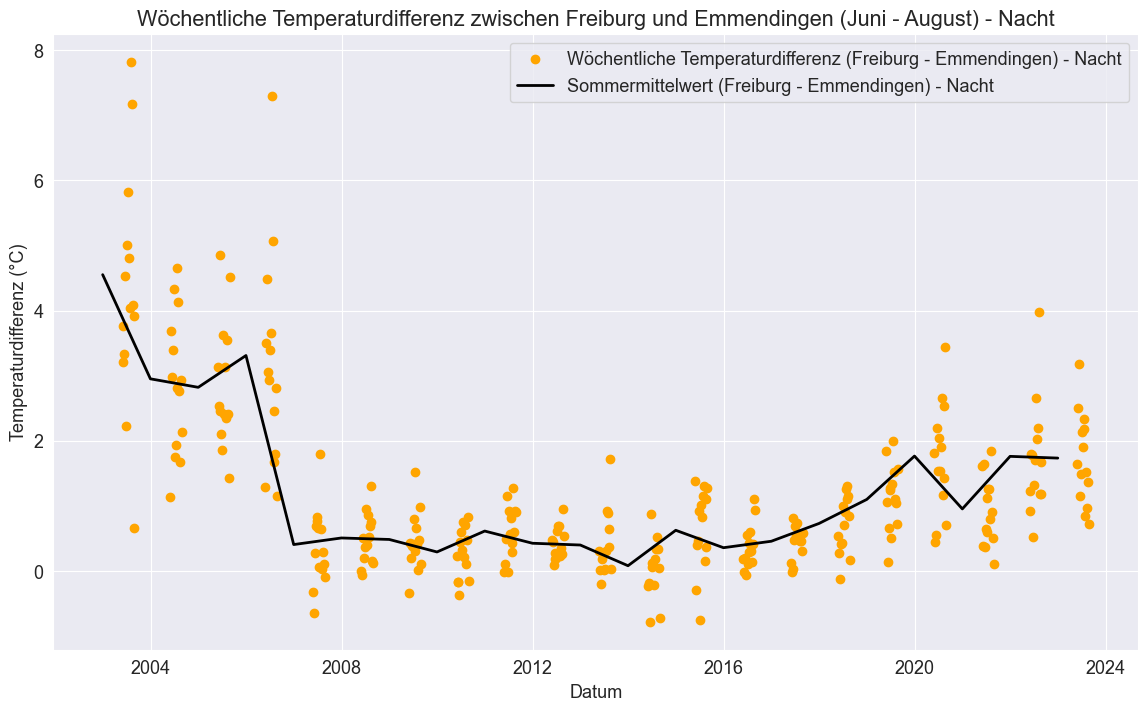 Wöchentliche Temperaturdifferenz zwischen Freiburg und Emmendingen (Juni - August) - Nacht
Wöchentliche Temperaturdifferenz (Freiburg - Emmendingen) - Nacht
Sommermittelwert (Freiburg - Emmendingen) - Nacht
Temperaturdifferenz (°C)
8
6
4
2
0
2004 2008 2012 2016 2020 2024
Datum